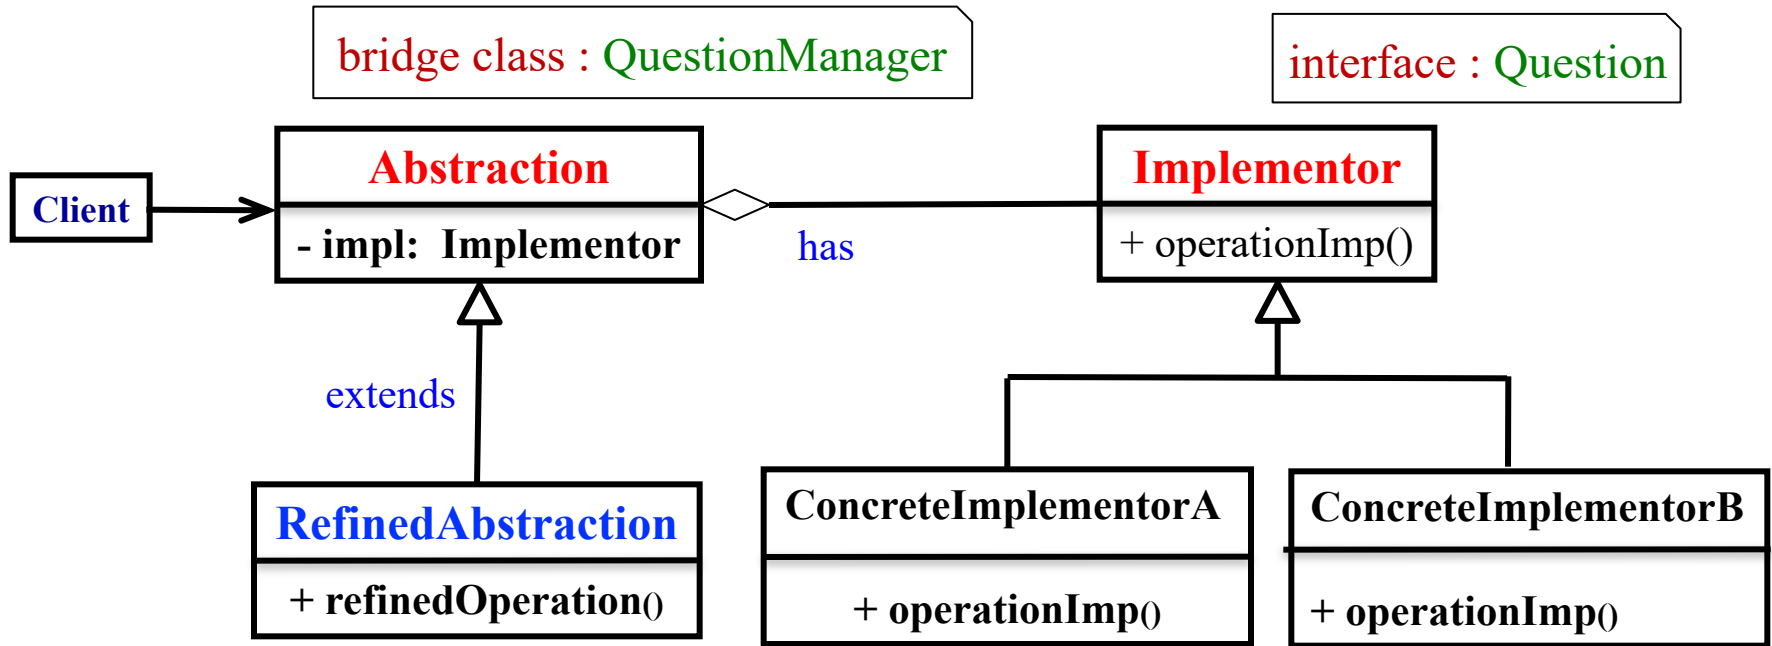 bridge class : QuestionManager
interface : Question
Client
Abstraction
- impl: Implementor
has
Implementor
+ operationImp()
extends
RefinedAbstraction
+ refinedOperation()
ConcreteImplementorA
+ operationImp()
ConcreteImplementorB
+ operationImp()